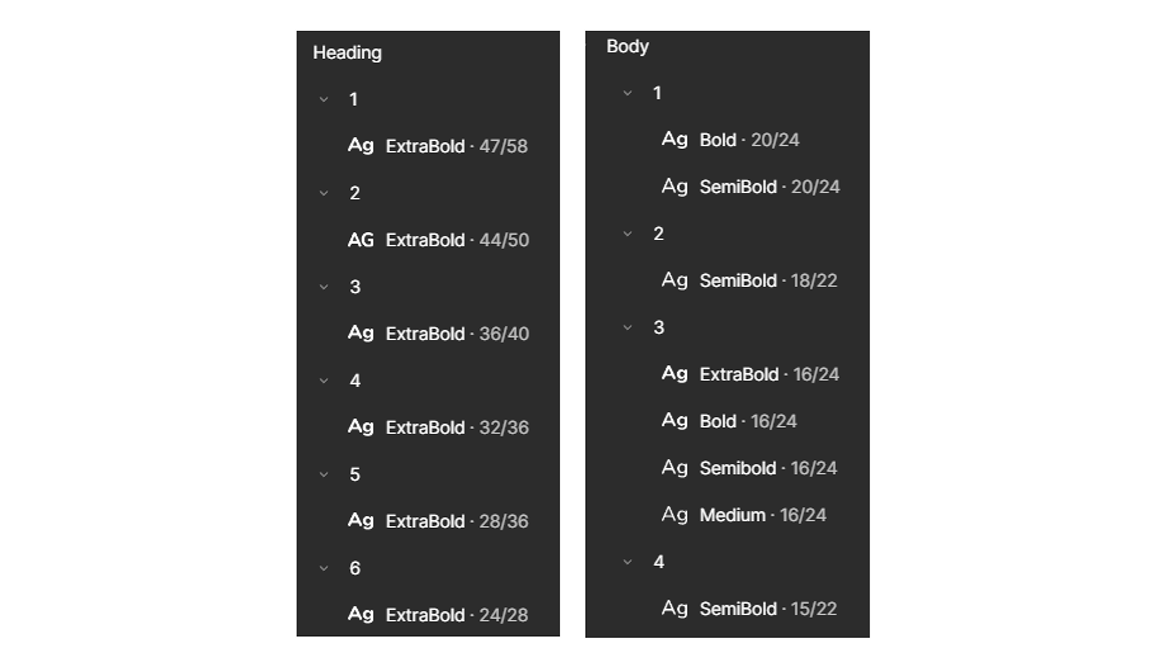 Heading
1
Ag ExtraBold · 47/58
2
AG ExtraBold · 44/50
3
Ag ExtraBold · 36/40
4
Ag ExtraBold · 32/36
5
Ag ExtraBold · 28/36
6
Ag ExtraBold · 24/28
Body
1
Ag Bold · 20/24
Ag SemiBold · 20/24
2
Ag SemiBold · 18/22
3
Ag ExtraBold · 16/24
Ag Bold · 16/24
Ag Semibold · 16/24
Ag Medium · 16/24
4
Ag SemiBold · 15/22